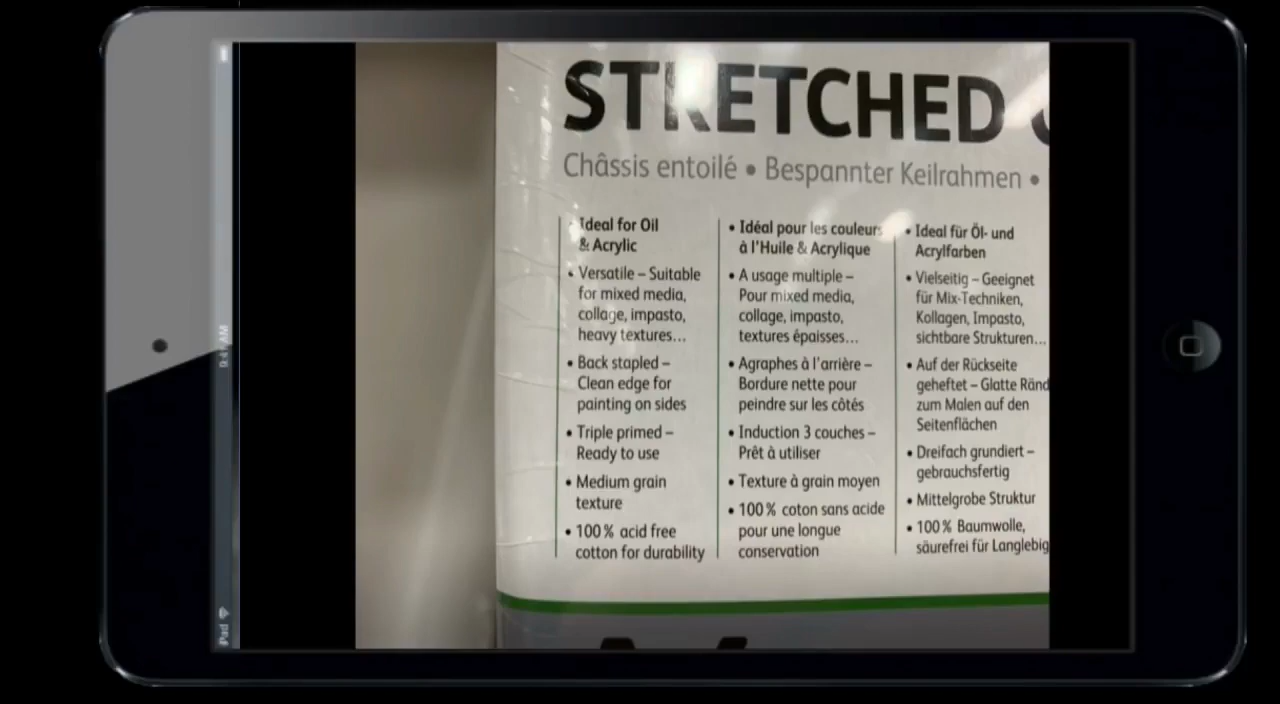 STRETCHED
Châssis entoilé • Bespannter Keilrahmen •
• Ideal for Oil
& Acrylic
• Versatile – Suitable
for mixed media,
collage, impasto,
heavy textures...
• Back stapled –
Clean edge for
painting on sides
• Triple primed –
Ready to use
• Medium grain
texture
• 100% acid free
cotton for durability
• Idéal pour les couleurs
à l'Huile & Acrylique
• A usage multiple –
Pour mixed media,
collage, impasto,
textures épaisses...
• Agraphes à l'arrière –
Bordure nette pour
peindre sur les côtés
• Induction 3 couches –
Prêt à utiliser
• Texture à grain moyen
• 100% coton sans acide
pour une longue
conservation
• Ideal für Öl- und
Acrylfarben
• Vielseitig – Geeignet
für Mix-Techniken,
Kollagen, Impasto,
sichtbare Strukturen...
• Auf der Rückseite
geheftet – Glatte Ränd
zum Malen auf den
Seitenflächen
• Dreifach grundiert –
gebrauchsfertig
• Mittelgrobe Struktur
• 100% Baumwolle,
säurefrei für Langlebig
iPad